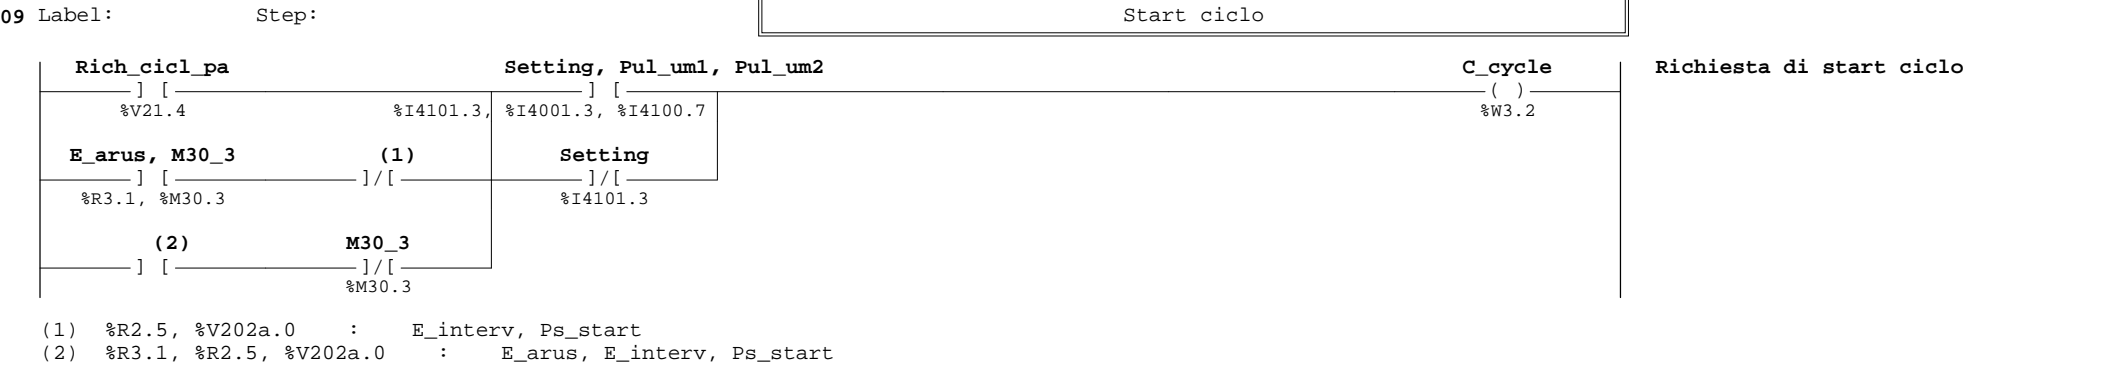 09 Label: Step: Start ciclo
Rich_cicl_pa Setting, Pul_um1, Pul_um2 C_cycle Richiesta di start ciclo
] [ ] [ ( )
%V21.4 %I4101.3, %I4001.3, %I4100.7 %W3.2
E_arus, M30_3 (1) Setting
] [ ]/[ ]/[
%R3.1, %M30.3 %I4101.3
(2) M30_3
] [ ]/[
%M30.3
(1) %R2.5, %V202a.0 : E_interv, Ps_start
(2) %R3.1, %R2.5, %V202a.0 : E_arus, E_interv, Ps_start